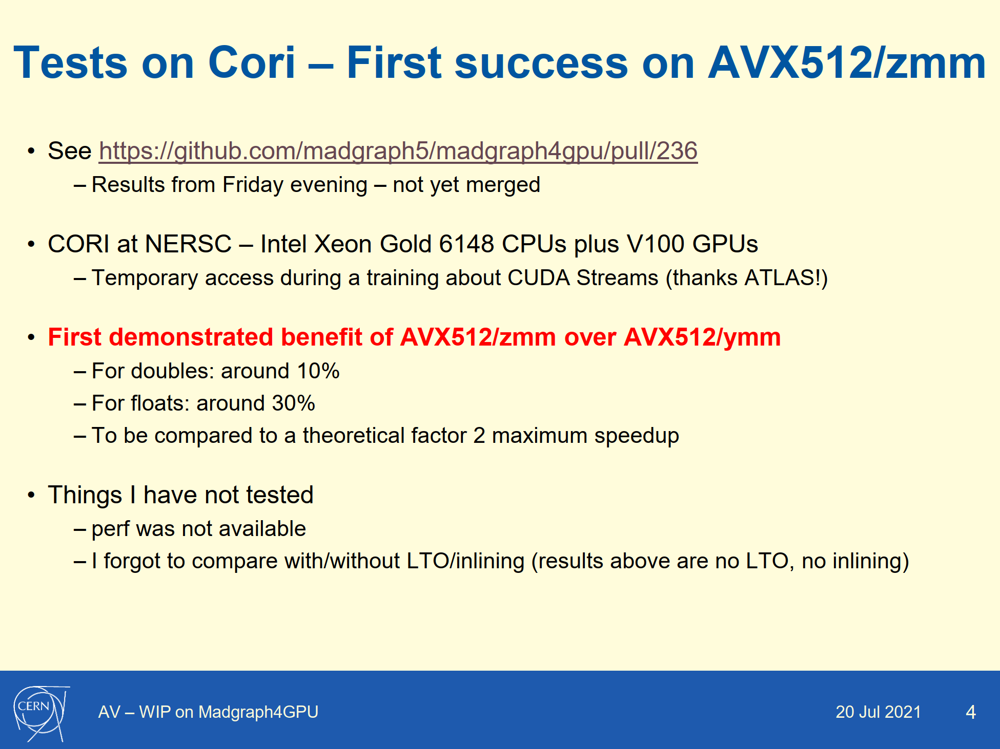 Tests on Cori – First success on AVX512/zmm
• See https://github.com/madgraph5/madgraph4gpu/pull/236
– Results from Friday evening – not yet merged
• CORI at NERSC – Intel Xeon Gold 6148 CPUs plus V100 GPUs
– Temporary access during a training about CUDA Streams (thanks ATLAS!)
• First demonstrated benefit of AVX512/zmm over AVX512/ymm
– For doubles: around 10%
– For floats: around 30%
– To be compared to a theoretical factor 2 maximum speedup
• Things I have not tested
– perf was not available
– I forgot to compare with/without LTO/inlining (results above are no LTO, no inlining)
CERN
AV – WIP on Madgraph4GPU
20 Jul 2021
4